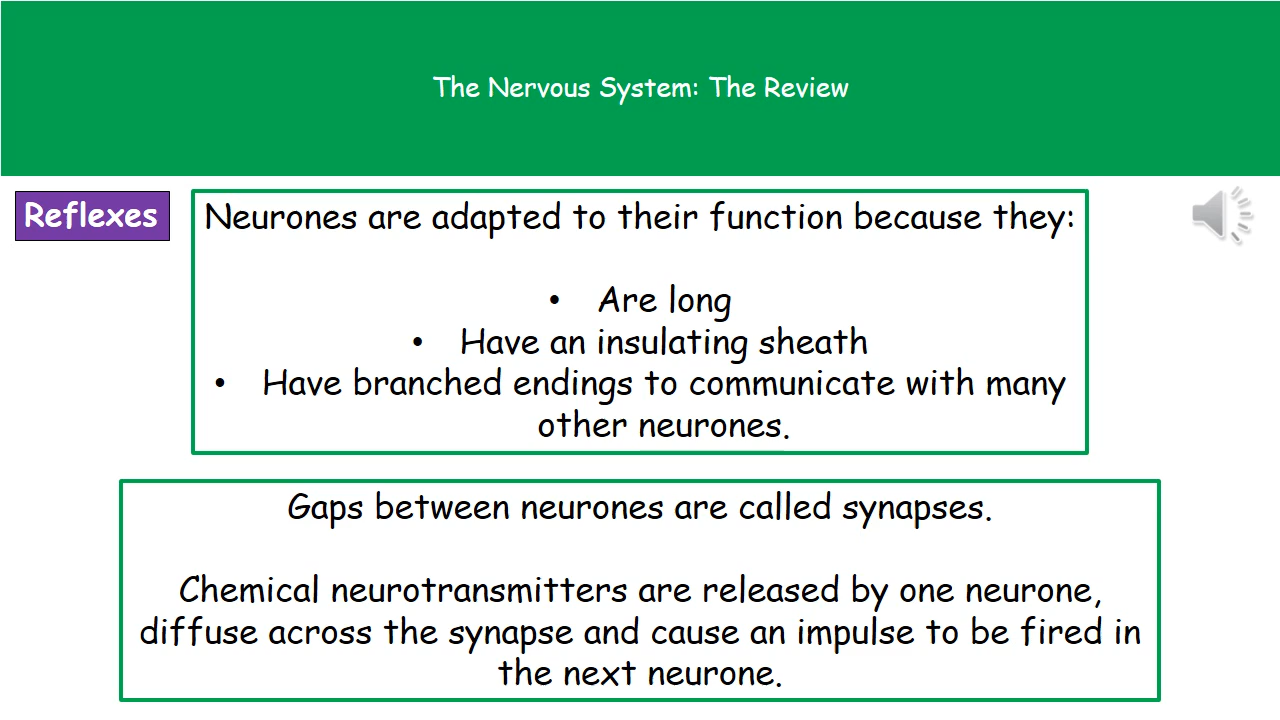 The Nervous System: The Review
Reflexes
Neurones are adapted to their function because they:
• Are long
• Have an insulating sheath
• Have branched endings to communicate with many
other neurones.
Gaps between neurones are called synapses.
Chemical neurotransmitters are released by one neurone,
diffuse across the synapse and cause an impulse to be fired in
the next neurone.